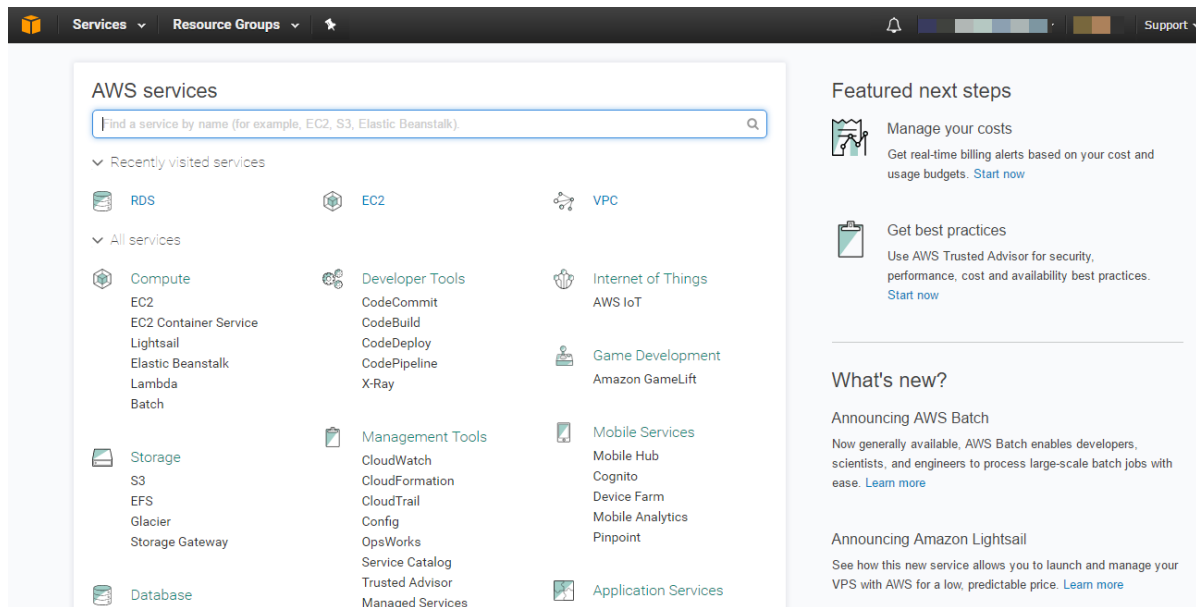 Services
Resource Groups
Support
AWS services
Find a service by name (for example, EC2, S3, Elastic Beanstalk).
Recently visited services
RDS
EC2
VPC
All services
Compute
EC2
EC2 Container Service
Lightsail
Elastic Beanstalk
Lambda
Batch
Storage
S3
EFS
Glacier
Storage Gateway
Database
Developer Tools
CodeCommit
CodeBuild
CodeDeploy
CodePipeline
X-Ray
Management Tools
CloudWatch
CloudFormation
CloudTrail
Config
OpsWorks
Service Catalog
Trusted Advisor
Managed Services
Internet of Things
AWS IoT
Game Development
Amazon GameLift
Mobile Services
Mobile Hub
Cognito
Device Farm
Mobile Analytics
Pinpoint
Application Services
Featured next steps
Manage your costs
Get real-time billing alerts based on your cost and
usage budgets. Start now
Get best practices
Use AWS Trusted Advisor for security,
performance, cost and availability best practices.
Start now
What's new?
Announcing AWS Batch
Now generally available, AWS Batch enables developers,
scientists, and engineers to process large-scale batch jobs with
ease. Learn more
Announcing Amazon Lightsail
See how this new service allows you to launch and manage your
VPS with AWS for a low, predictable price. Learn more